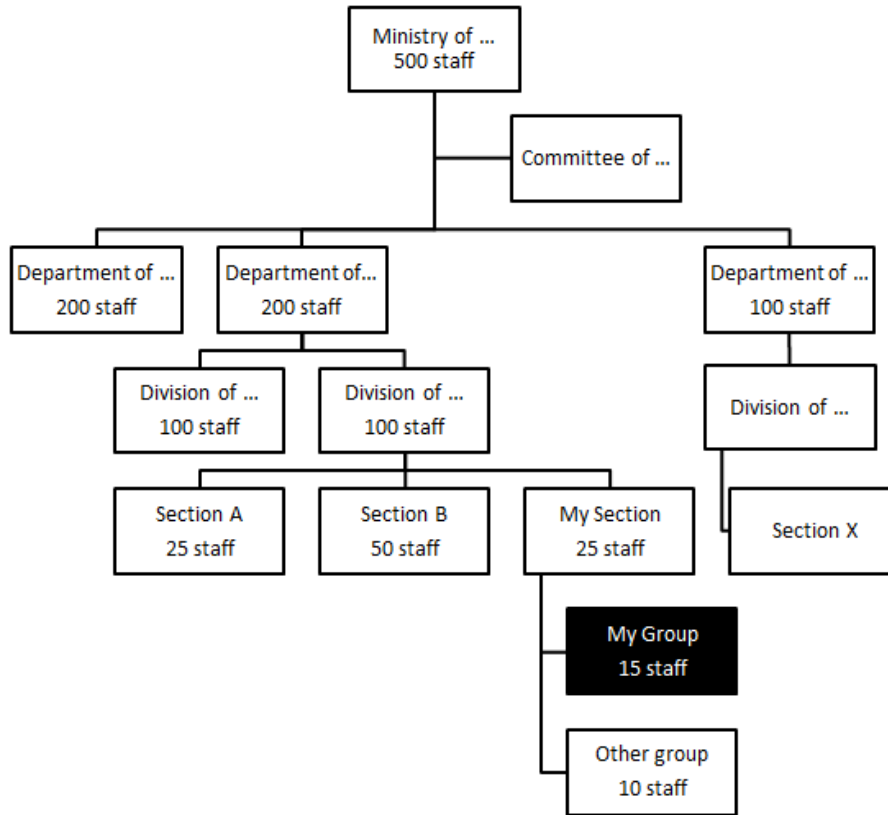 Ministry of ...
500 staff
Committee of ...
Department of ...
200 staff
Department of...
200 staff
Department of ...
100 staff
Division of ...
100 staff
Division of ...
100 staff
Division of ...
Section A
25 staff
Section B
50 staff
My Section
25 staff
Section X
My Group
15 staff
Other group
10 staff